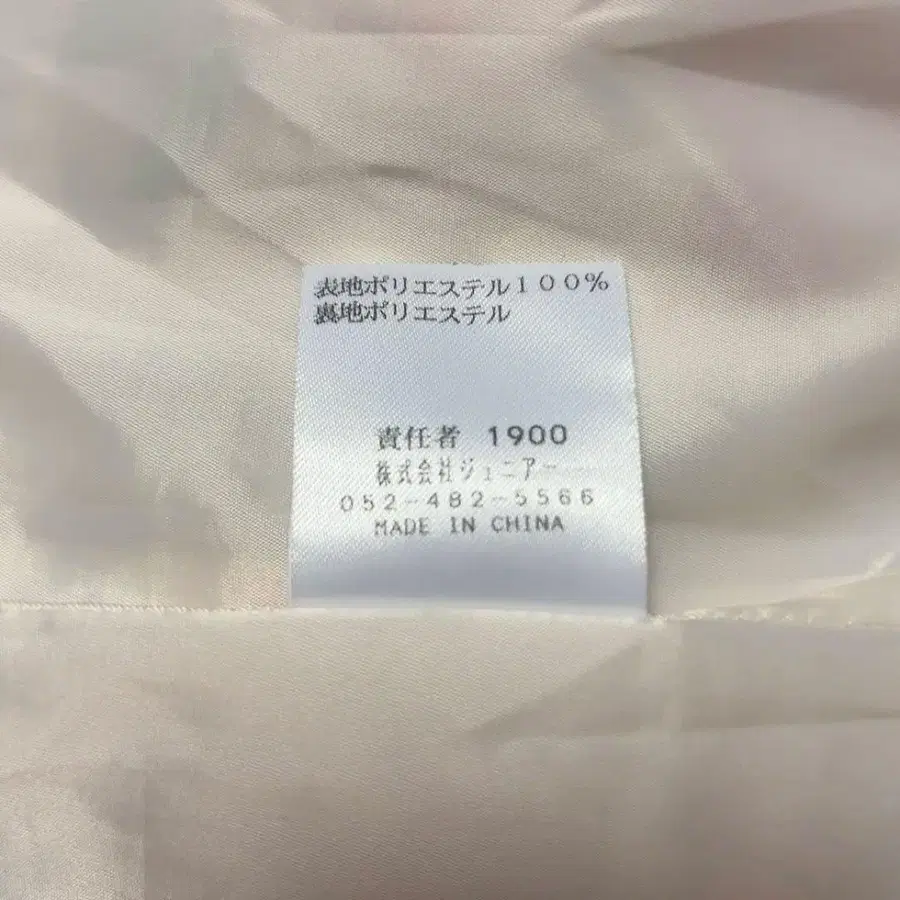 表地ポリエステル１００％
裏地ポリエステル
責任者 1900
株式会社ジュニアー
052-482-5566
MADE IN CHINA